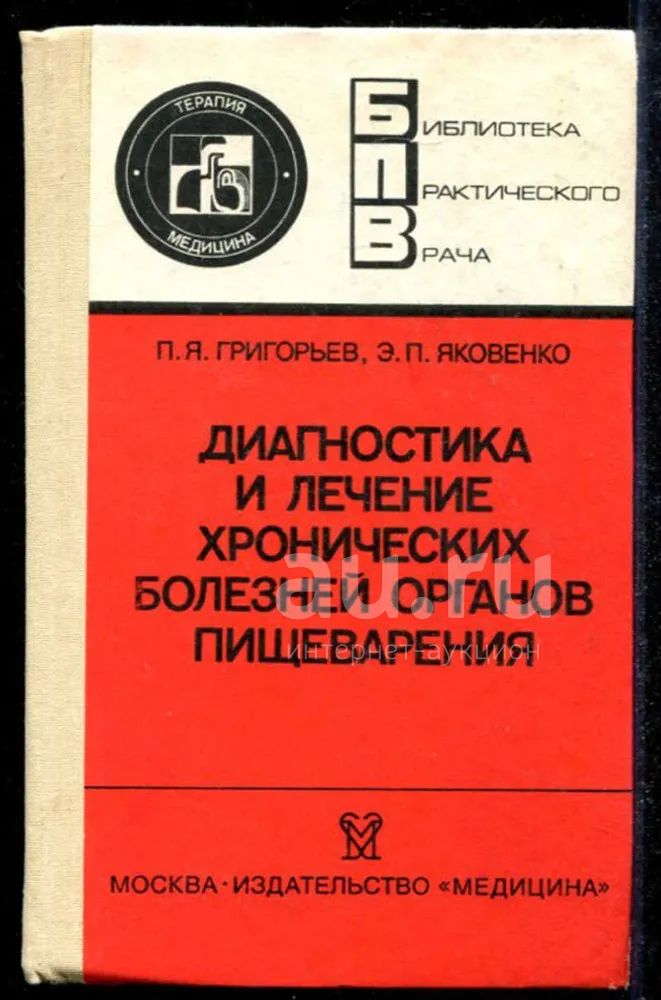 ТЕРАПИЯ
МЕДИЦИНА
БИБЛИОТЕКА
ПРАКТИЧЕСКОГО
ВРАЧА
П.Я. ГРИГОРЬЕВ, Э.П. ЯКОВЕНКО
ДИАГНОСТИКА
И ЛЕЧЕНИЕ
ХРОНИЧЕСКИХ
БОЛЕЗНЕЙ ОРГАНОВ
ПИЩЕВАРЕНИЯ
au.ru
интернет-аукцион
МОСКВА · ИЗДАТЕЛЬСТВО «МЕДИЦИНА»